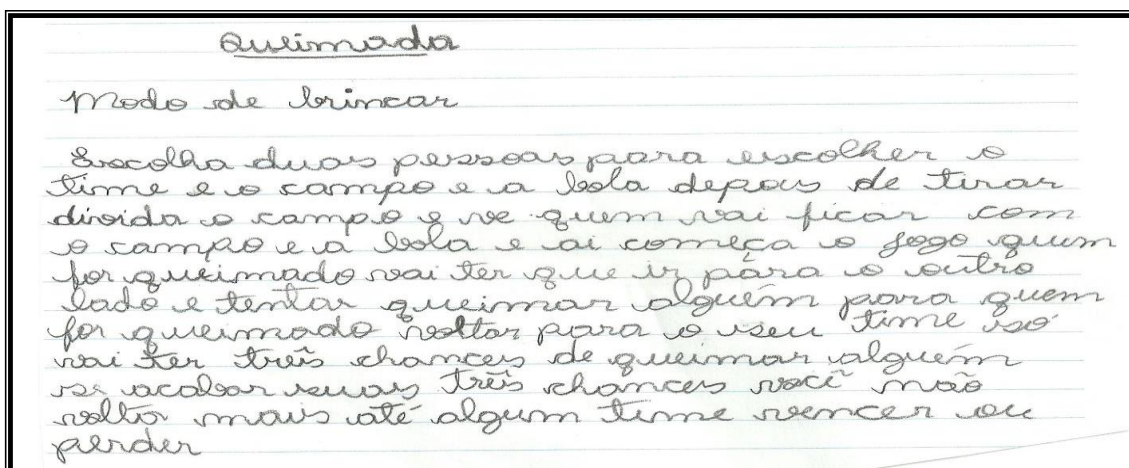 Queimada
Modo de brincar
Escolha duas pessoas para escolher o
time e o campo e a bola depois de tirar
divida o campo e ve quem vai ficar com
o campo e a bola e ai começa o jogo quem
for queimado vai ter que ir pára o outro
lado e tentar queimar alguém para quem
for queimado voltar para o seu time só
vai ter três chances de queimar alguém
se acabar suas três chances você não
volta mais até algum time vencer ou
perder